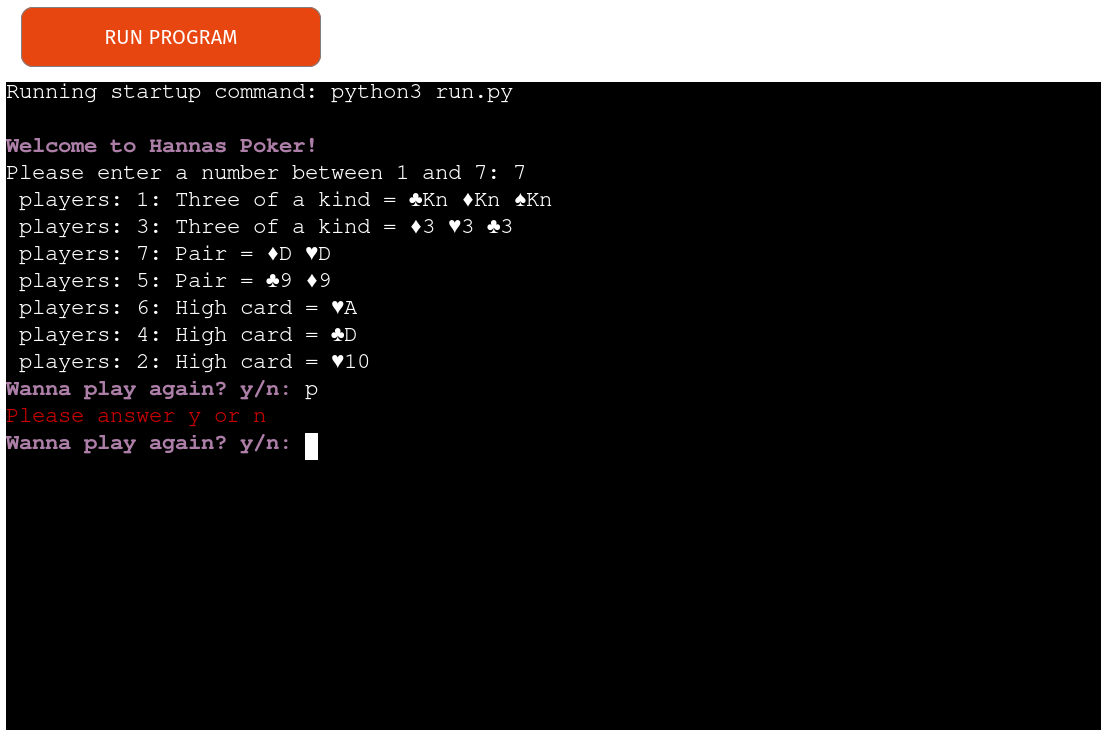 RUN PROGRAM
Running startup command: python3 run.py
Welcome to Hannas Poker!
Please enter a number between 1 and 7: 7
players: 1: Three of a kind = ♣Kn ♦Kn ♠Kn
players: 3: Three of a kind = ♦3 ♥3 ♣3
players: 7: Pair = ♦D ♥D
players: 5: Pair = ♣9 ♦9
players: 6: High card = ♥A
players: 4: High card = ♣D
players: 2: High card = ♥10
Wanna play again? y/n: p
Please answer y or n
Wanna play again? y/n: